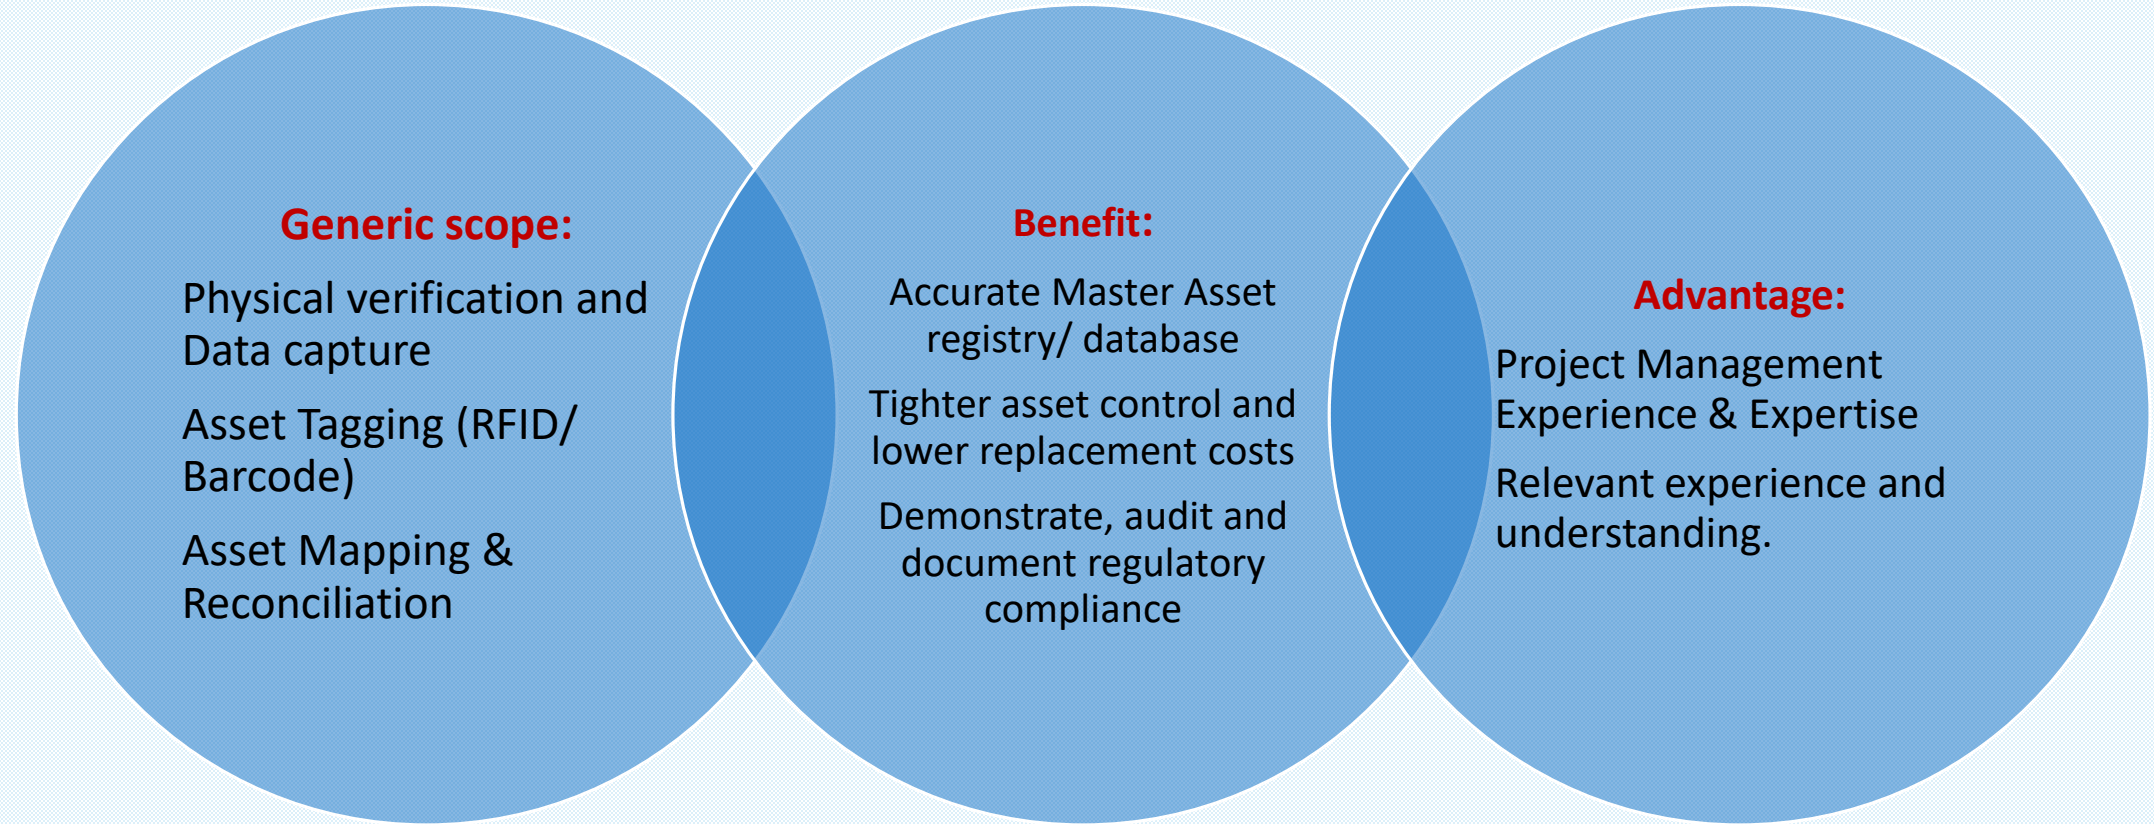 Generic scope:
Physical verification and
Data capture
Asset Tagging (RFID/
Barcode)
Asset Mapping &
Reconciliation
Benefit:
Accurate Master Asset
registry/ database
Tighter asset control and
lower replacement costs
Demonstrate, audit and
document regulatory
compliance
Advantage:
Project Management
Experience & Expertise
Relevant experience and
understanding.